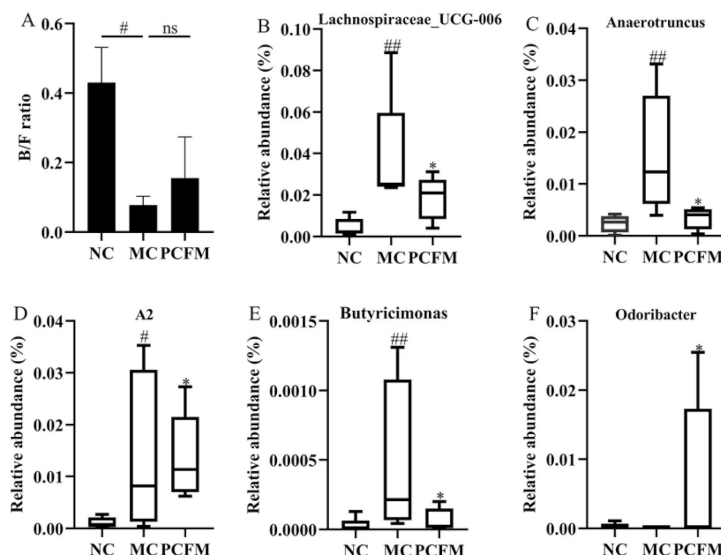 A
B/F ratio
0.6
0.4
0.2
0.0
#
ns
NC MC PCFM
B
Lachnospiraceae_UCG-006
Relative abundance (%)
0.10
0.08
0.06
0.04
0.02
0.00
##
*
NC MC PCFM
C
Anaerotruncus
Relative abundance (%)
0.04
0.03
0.01
0.01
0.00
##
*
NC MC PCFM
D
A2
Relative abundance (%)
0.04
0.03
0.02
0.01
0.00
#
*
NC MC PCFM
E
Butyricimonas
Relative abundance (%)
0.0015
0.0010
0.0005
0.0000
##
*
NC MC PCFM
F
Odoribacter
Relative abundance (%)
0.03
0.02
0.01
0.00
*
NC MC PCFM